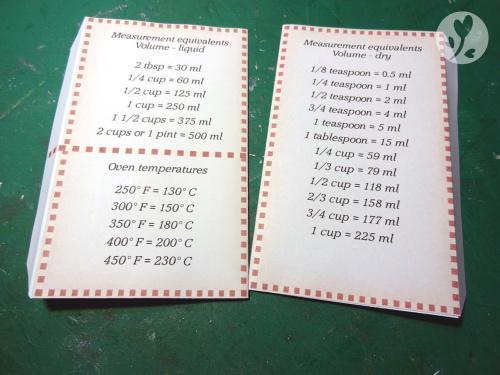 Measurement equivalents
Volume - liquid
2 tbsp = 30 ml
1/4 cup = 60 ml
1/2 cup = 125 ml
1 cup = 250 ml
1 1/2 cups = 375 ml
2 cups or 1 pint = 500 ml
Oven temperatures
250° F = 130° C
300° F = 150° C
350° F = 180° C
400° F = 200° C
450° F = 230° C
Measurement equivalents
Volume - dry
1/8 teaspoon = 0.5 ml
1/4 teaspoon = 1 ml
1/2 teaspoon = 2 ml
3/4 teaspoon = 4 ml
1 teaspoon = 5 ml
1 tablespoon = 15 ml
1/4 cup = 59 ml
1/3 cup = 79 ml
1/2 cup = 118 ml
2/3 cup = 158 ml
3/4 cup = 177 ml
1 cup = 225 ml